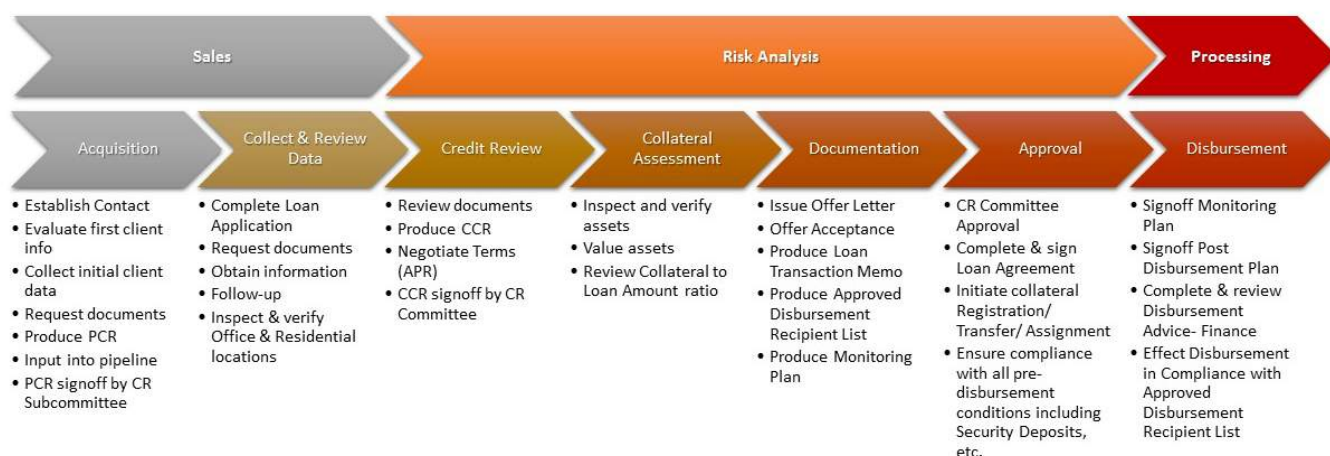 Sales
Risk Analysis
Processing
Acquisition
Collect & Review
Data
Credit Review
Collateral
Assessment
Documentation
Approval
Disbursement
• Establish Contact
• Evaluate first client
info
• Collect initial client
data
• Request documents
• Produce PCR
• Input into pipeline
• PCR signoff by CR
Subcommittee
• Complete Loan
Application
• Request documents
• Obtain information
• Follow-up
• Inspect & verify
Office & Residential
locations
• Review documents
• Produce CCR
• Negotiate Terms
(APR)
• CCR signoff by CR
Committee
• Inspect and verify
assets
• Value assets
• Review Collateral to
Loan Amount ratio
• Issue Offer Letter
• Offer Acceptance
• Produce Loan
Transaction Memo
• Produce Approved
Disbursement
Recipient List
• Produce Monitoring
Plan
• CR Committee
Approval
• Complete & sign
Loan Agreement
• Initiate collateral
Registration/
Transfer/ Assignment
• Ensure compliance
with all pre-
disbursement
conditions including
Security Deposits,
etc.
• Signoff Monitoring
Plan
• Signoff Post
Disbursement Plan
• Complete & review
Disbursement
Advice- Finance
• Effect Disbursement
in Compliance with
Approved
Disbursement
Recipient List